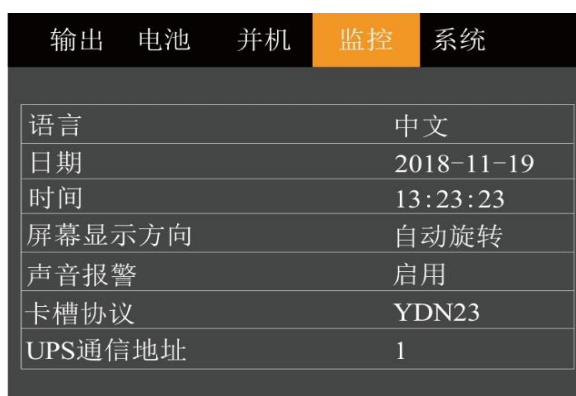 输出 电池 并机 监控 系统
语言 中文
日期 2018-11-19
时间 13:23:23
屏幕显示方向 自动旋转
声音报警 启用
卡槽协议 YDN23
UPS通信地址 1